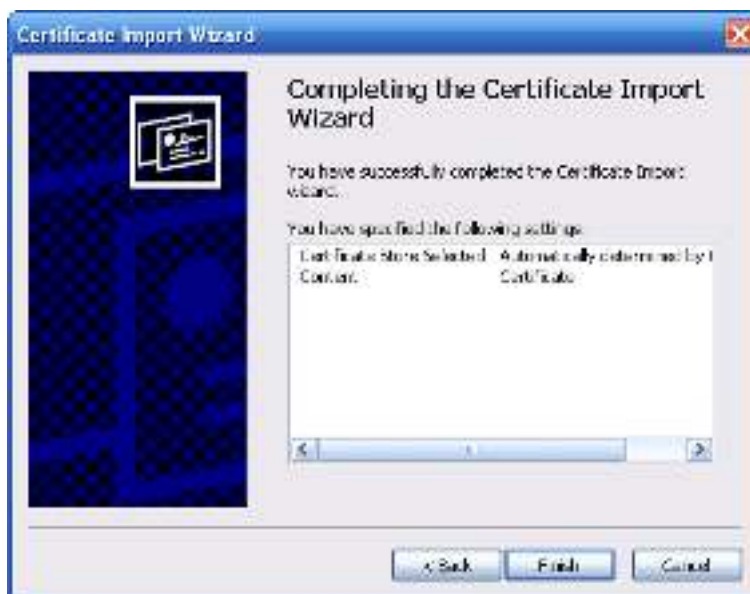 Certificate Import Wizard
Completing the Certificate Import
Wizard
You have successfully completed the Certificate Import
wizard.
You have specified the following settings:
Certificate Store Selected Automatically determined by t
Content Certificate
< Back Finish Cancel